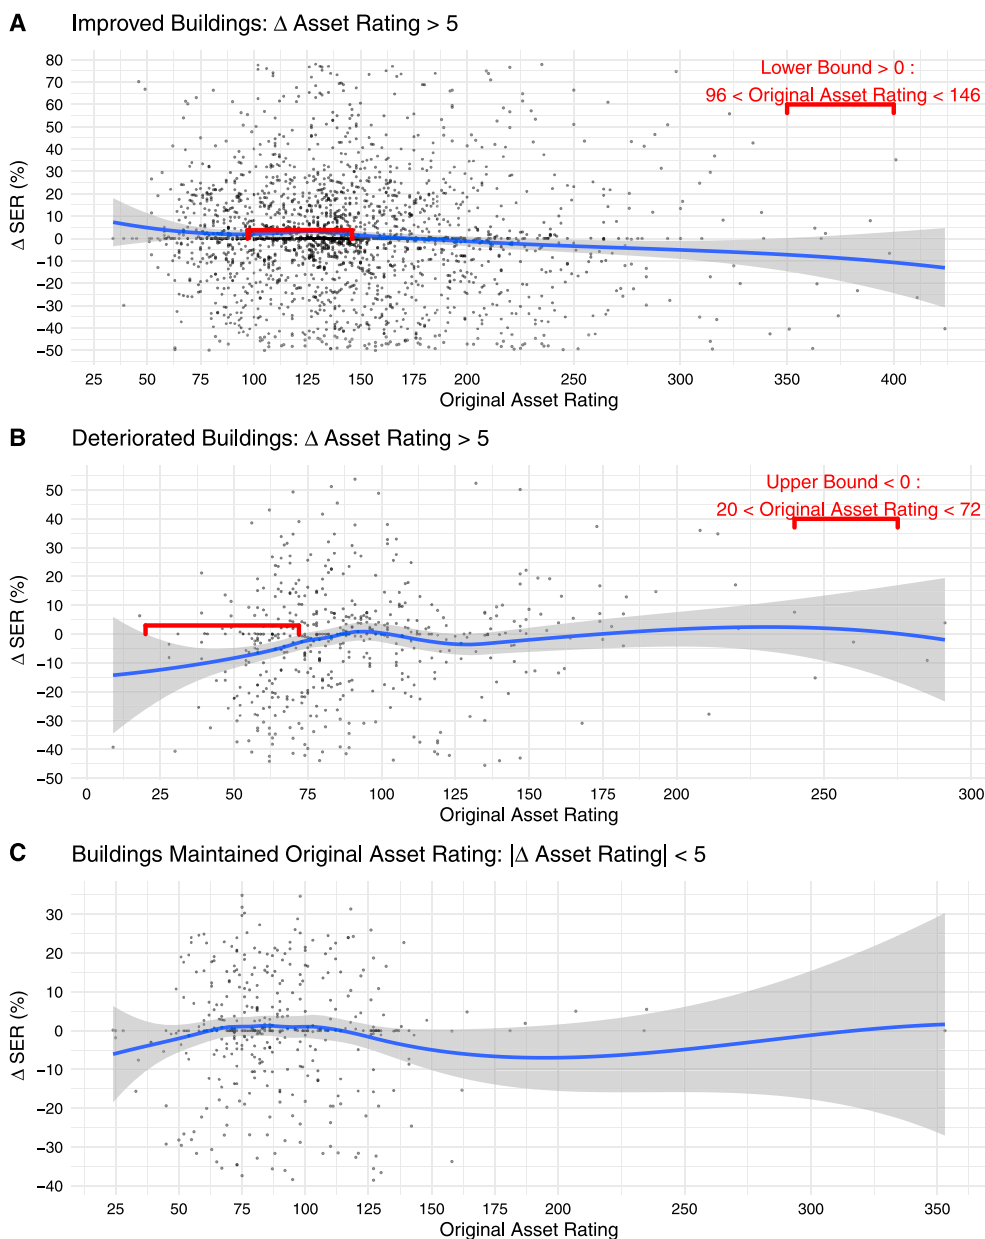 A Improved Buildings: Δ Asset Rating > 5
Lower Bound > 0 :
96 < Original Asset Rating < 146
80
70
60
50
40
30
20
10
0
−10
−20
−30
−40
−50
Δ SER (%)
25 50 75 100 125 150 175 200 250 300 350 400
Original Asset Rating
B Deteriorated Buildings: Δ Asset Rating > 5
Upper Bound < 0 :
20 < Original Asset Rating < 72
50
40
30
20
10
0
−10
−20
−30
−40
−50
Δ SER (%)
0 25 50 75 100 125 150 200 250 300
Original Asset Rating
C Buildings Maintained Original Asset Rating: |Δ Asset Rating| < 5
30
20
10
0
−10
−20
−30
−40
Δ SER (%)
25 50 75 100 125 150 200 250 300 350
Original Asset Rating